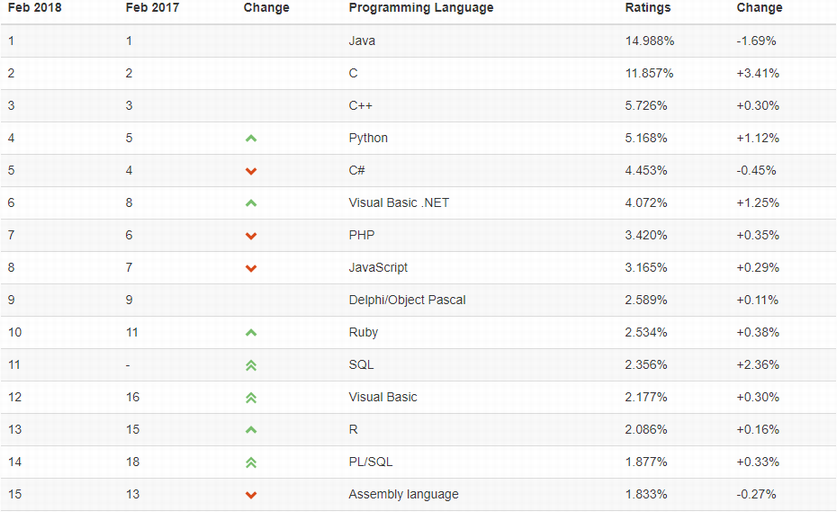 Feb 2018 Feb 2017 Change Programming Language Ratings Change
1 1 Java 14.988% -1.69%
2 2 C 11.857% +3.41%
3 3 C++ 5.726% +0.30%
4 5 Python 5.168% +1.12%
5 4 C# 4.453% -0.45%
6 8 Visual Basic .NET 4.072% +1.25%
7 6 PHP 3.420% +0.35%
8 7 JavaScript 3.165% +0.29%
9 9 Delphi/Object Pascal 2.589% +0.11%
10 11 Ruby 2.534% +0.38%
11 - SQL 2.356% +2.36%
12 16 Visual Basic 2.177% +0.30%
13 15 R 2.086% +0.16%
14 18 PL/SQL 1.877% +0.33%
15 13 Assembly language 1.833% -0.27%